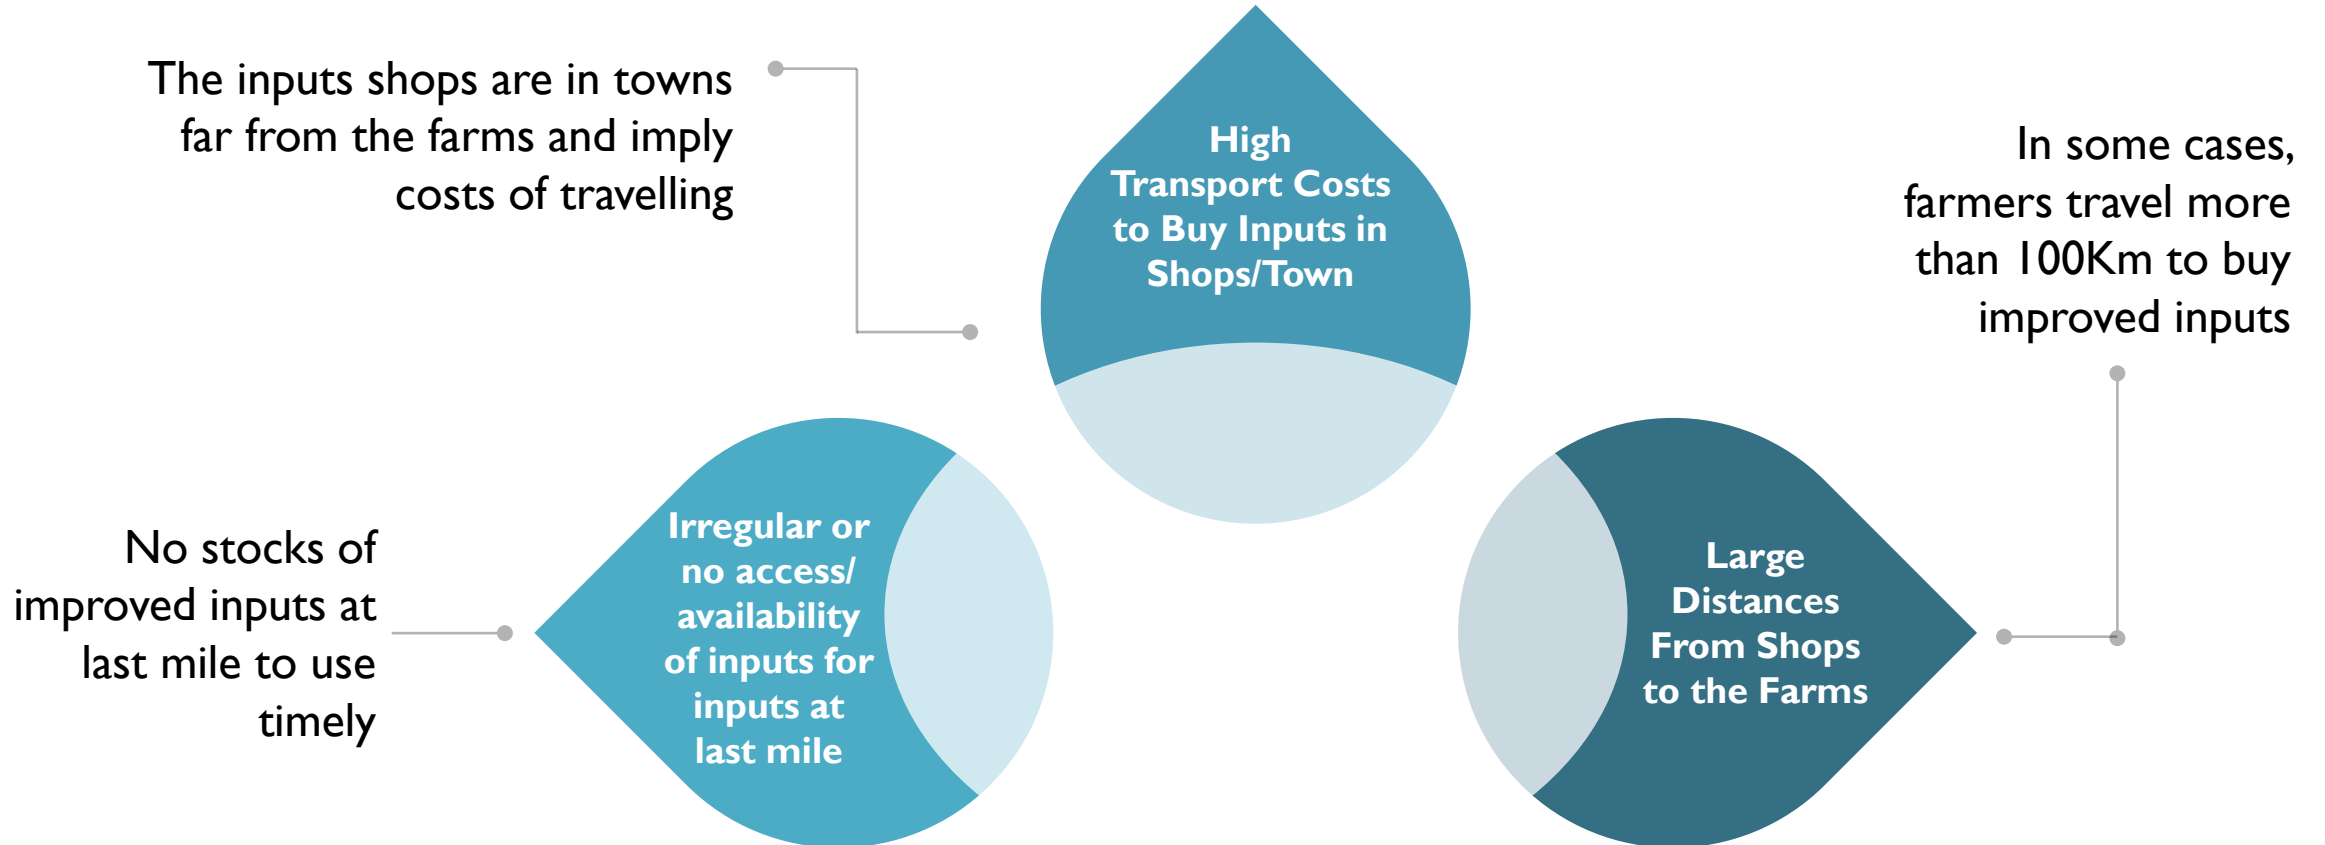 The inputs shops are in towns
far from the farms and imply
costs of travelling
High
Transport Costs
to Buy Inputs in
Shops/Town
In some cases,
farmers travel more
than 100Km to buy
improved inputs
No stocks of
improved inputs at
last mile to use
timely
Irregular or
no access/
availability
of inputs for
inputs at
last mile
Large
Distances
From Shops
to the Farms